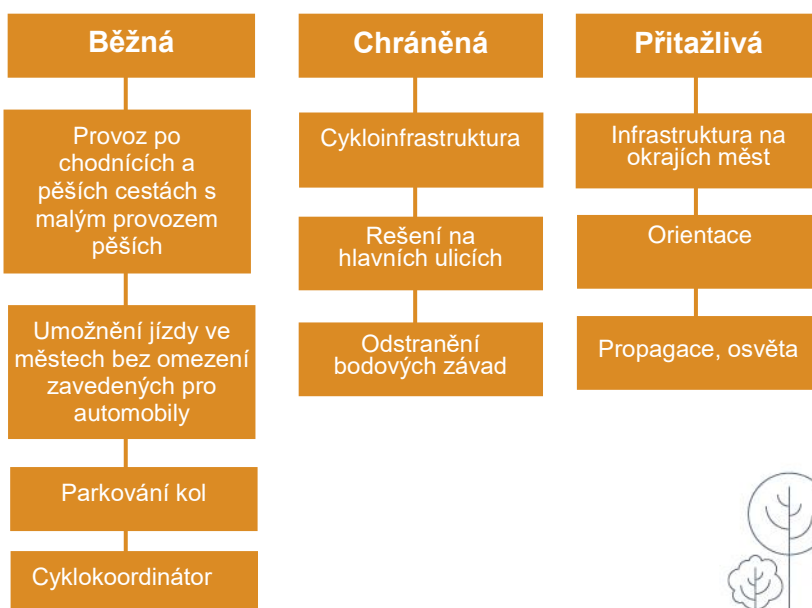 Běžná
Provoz po
chodnících a
pěších cestách s
malým provozem
pěších
Umožnění jízdy ve
městech bez omezení
zavedených pro
automobily
Parkování kol
Cyklokoordinátor
Chráněná
Cykloinfrastruktura
Rešení na
hlavních ulicích
Odstranění
bodových závad
Přitažlivá
Infrastruktura na
okrajích měst
Orientace
Propagace, osvěta